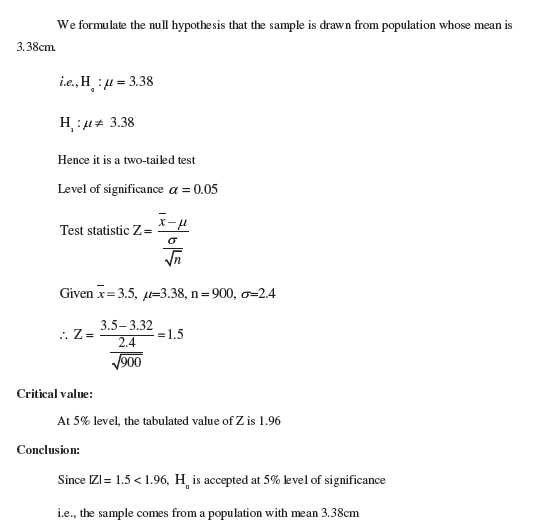 We formulate the null hypothesis that the sample is drawn from population whose mean is
3.38cm.
i.e., H₀ : μ = 3.38
H₁ : μ ≠ 3.38
Hence it is a two-tailed test
Level of significance α = 0.05
Test statistic Z = (x̄ – μ) / (σ / √n)
Given x̄ = 3.5, μ=3.38, n = 900, σ=2.4
∴ Z = (3.5 – 3.32) / (2.4 / √900) = 1.5
Critical value:
At 5% level, the tabulated value of Z is 1.96
Conclusion:
Since |Z| = 1.5 < 1.96, H₀ is accepted at 5% level of significance
i.e., the sample comes from a population with mean 3.38cm